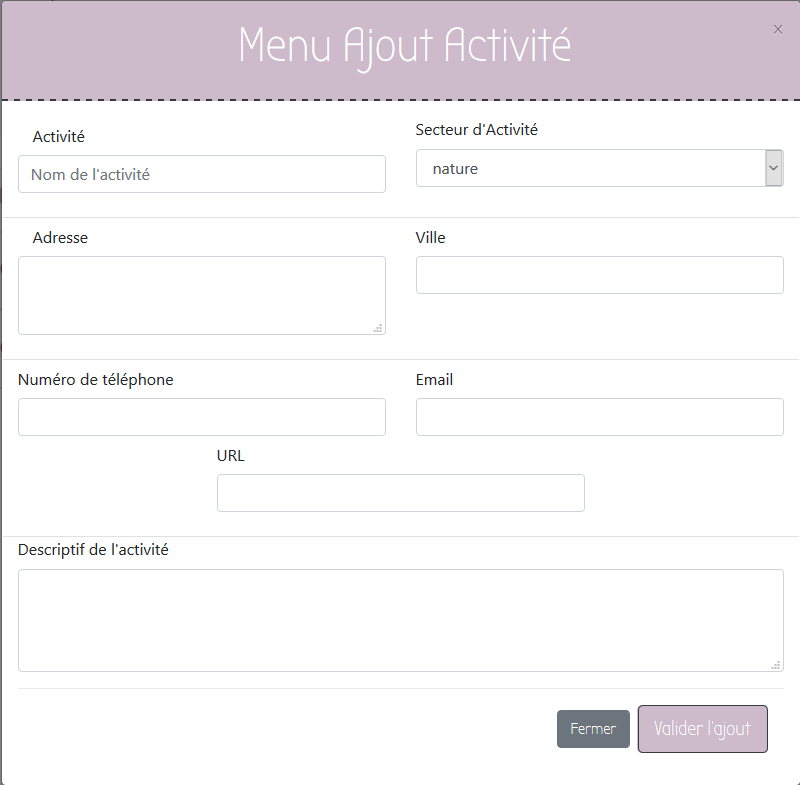 Menu Ajout Activité
×
Activité
Secteur d'Activité
Nom de l'activité
nature
Adresse
Ville
Numéro de téléphone
Email
URL
Descriptif de l'activité
Fermer
Valider l'ajout